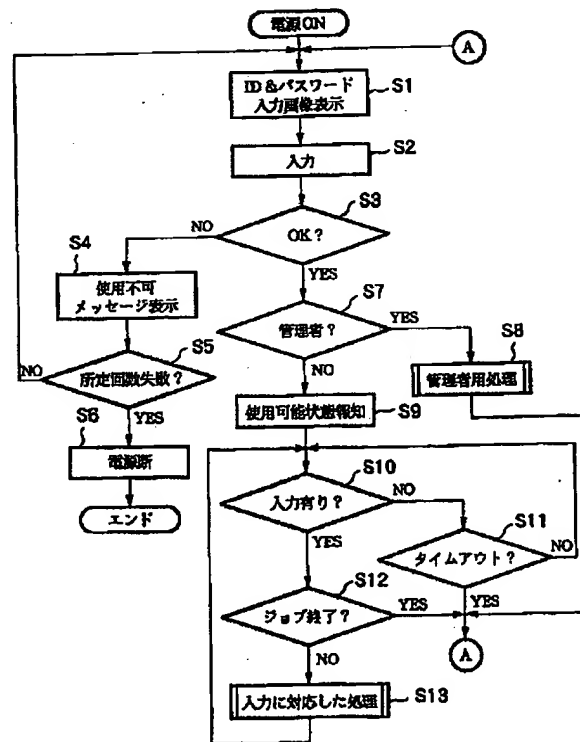 電源ON
A
ID&パスワード
入力画像表示
S1
入力
S2
S3
OK?
NO
YES
S4
使用不可
メッセージ表示
S7
管理者?
YES
NO
S5
所定回数失敗?
NO
YES
S8
管理者用処理
使用可能状態報知
S9
S6
電源断
エンド
S10
入力有り?
NO
YES
S11
タイムアウト?
NO
YES
S12
ジョブ終了?
YES
NO
A
入力に対応した処理
S13